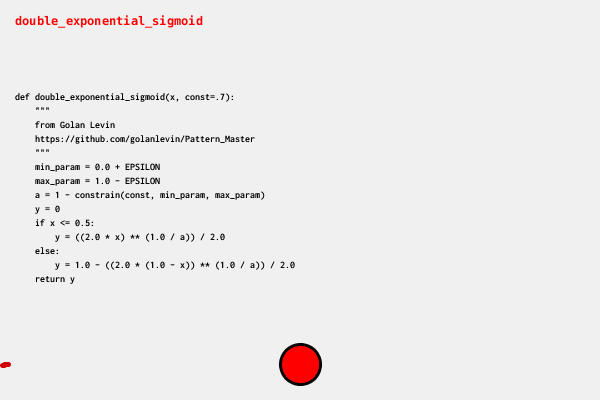 double_exponential_sigmoid
def double_exponential_sigmoid(x, const=.7):
    """
    from Golan Levin
    https://github.com/golanlevin/Pattern_Master
    """
    min_param = 0.0 + EPSILON
    max_param = 1.0 - EPSILON
    a = 1 - constrain(const, min_param, max_param)
    y = 0
    if x <= 0.5:
        y = ((2.0 * x) ** (1.0 / a)) / 2.0
    else:
        y = 1.0 - ((2.0 * (1.0 - x)) ** (1.0 / a)) / 2.0
    return y